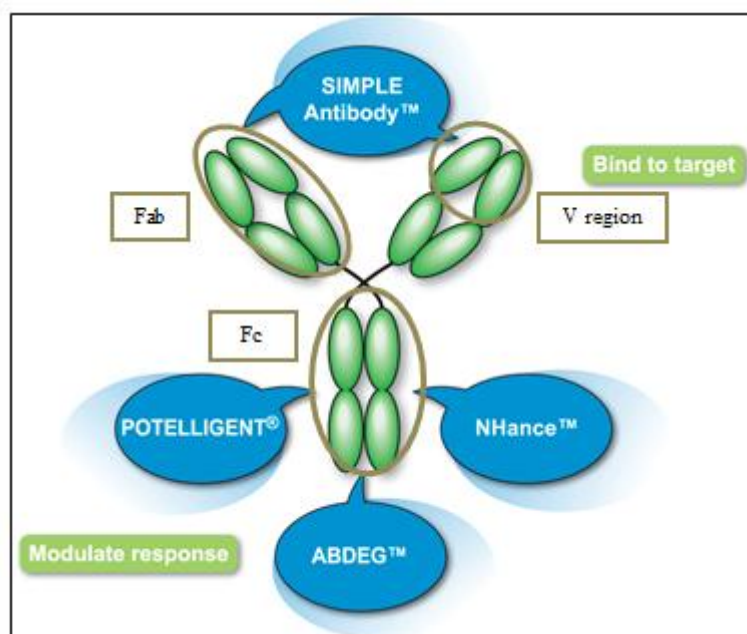 SIMPLE
Antibody™
Bind to target
Fab
V region
Fc
POTELLIGENT®
NHance™
Modulate response
ABDEG™